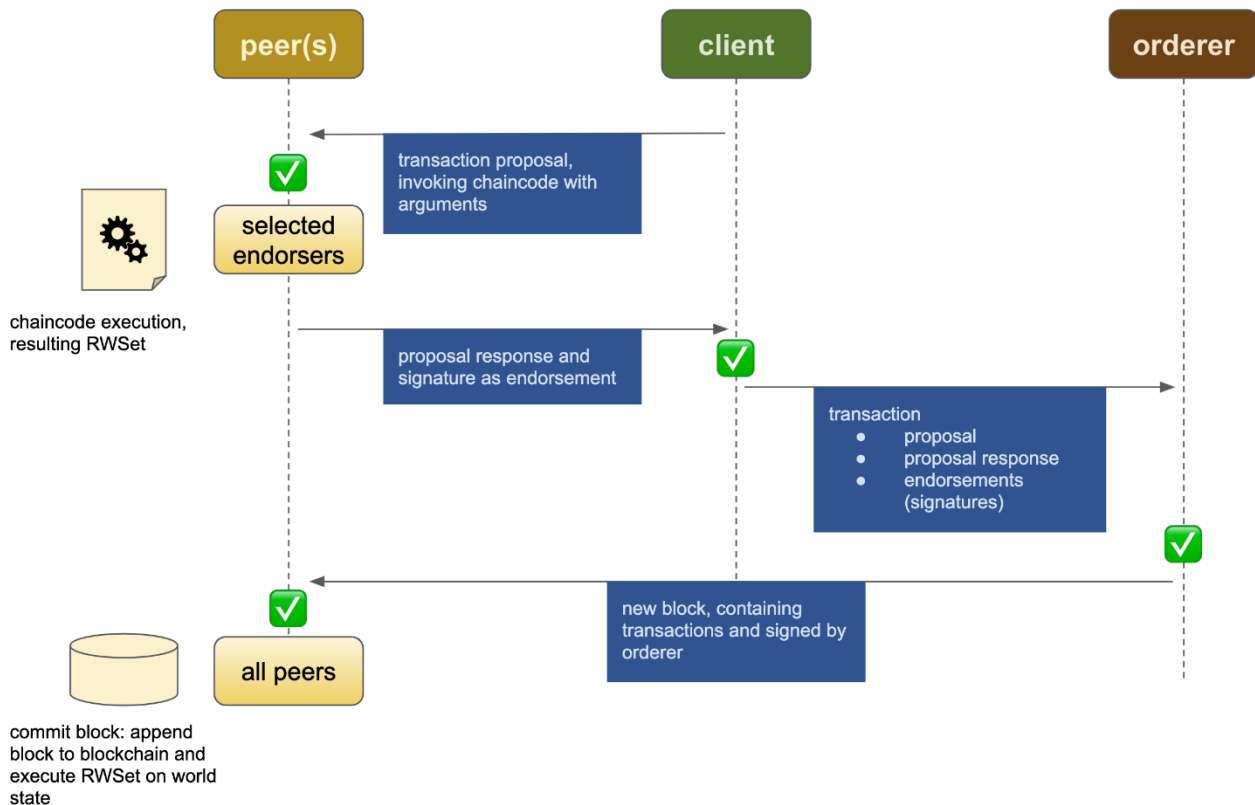 peer(s)
client
orderer
transaction proposal,
invoking chaincode with
arguments
selected
endorsers
chaincode execution,
resulting RWSet
proposal response and
signature as endorsement
transaction
● proposal
● proposal response
● endorsements
(signatures)
new block, containing
transactions and signed by
orderer
all peers
commit block: append
block to blockchain and
execute RWSet on world
state